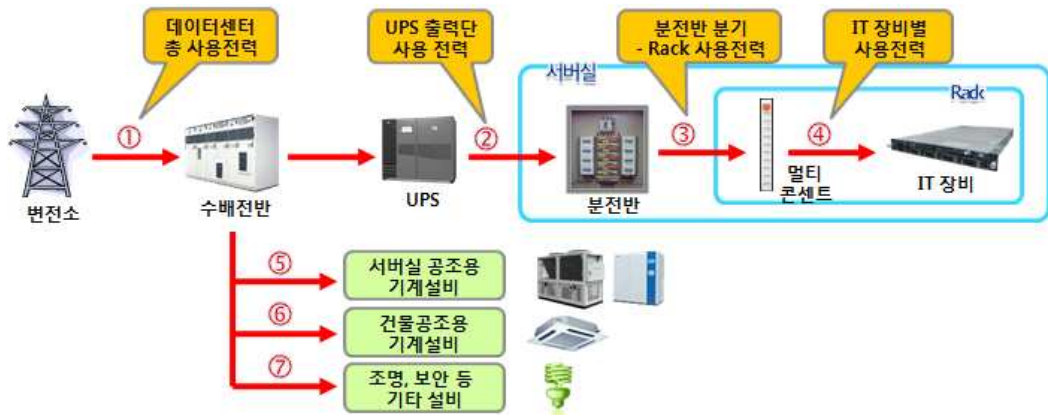 데이터센터
총 사용전력
UPS 출력단
사용 전력
분전반 분기
- Rack 사용전력
IT 장비별
사용전력
서버실
Rack
①
②
③
④
변전소
수배전반
UPS
분전반
멀티
콘센트
IT 장비
⑤
서버실 공조용
기계설비
⑥
건물공조용
기계설비
⑦
조명, 보안 등
기타 설비